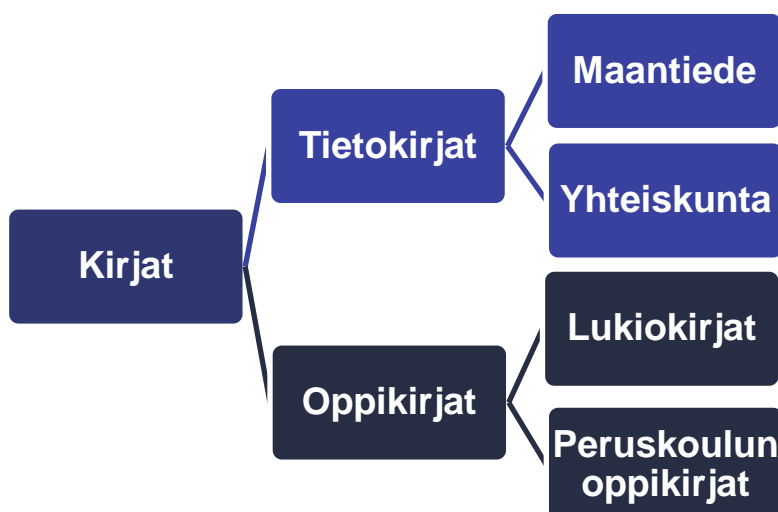 Kirjat
Tietokirjat
Maantiede
Yhteiskunta
Oppikirjat
Lukiokirjat
Peruskoulun
oppikirjat